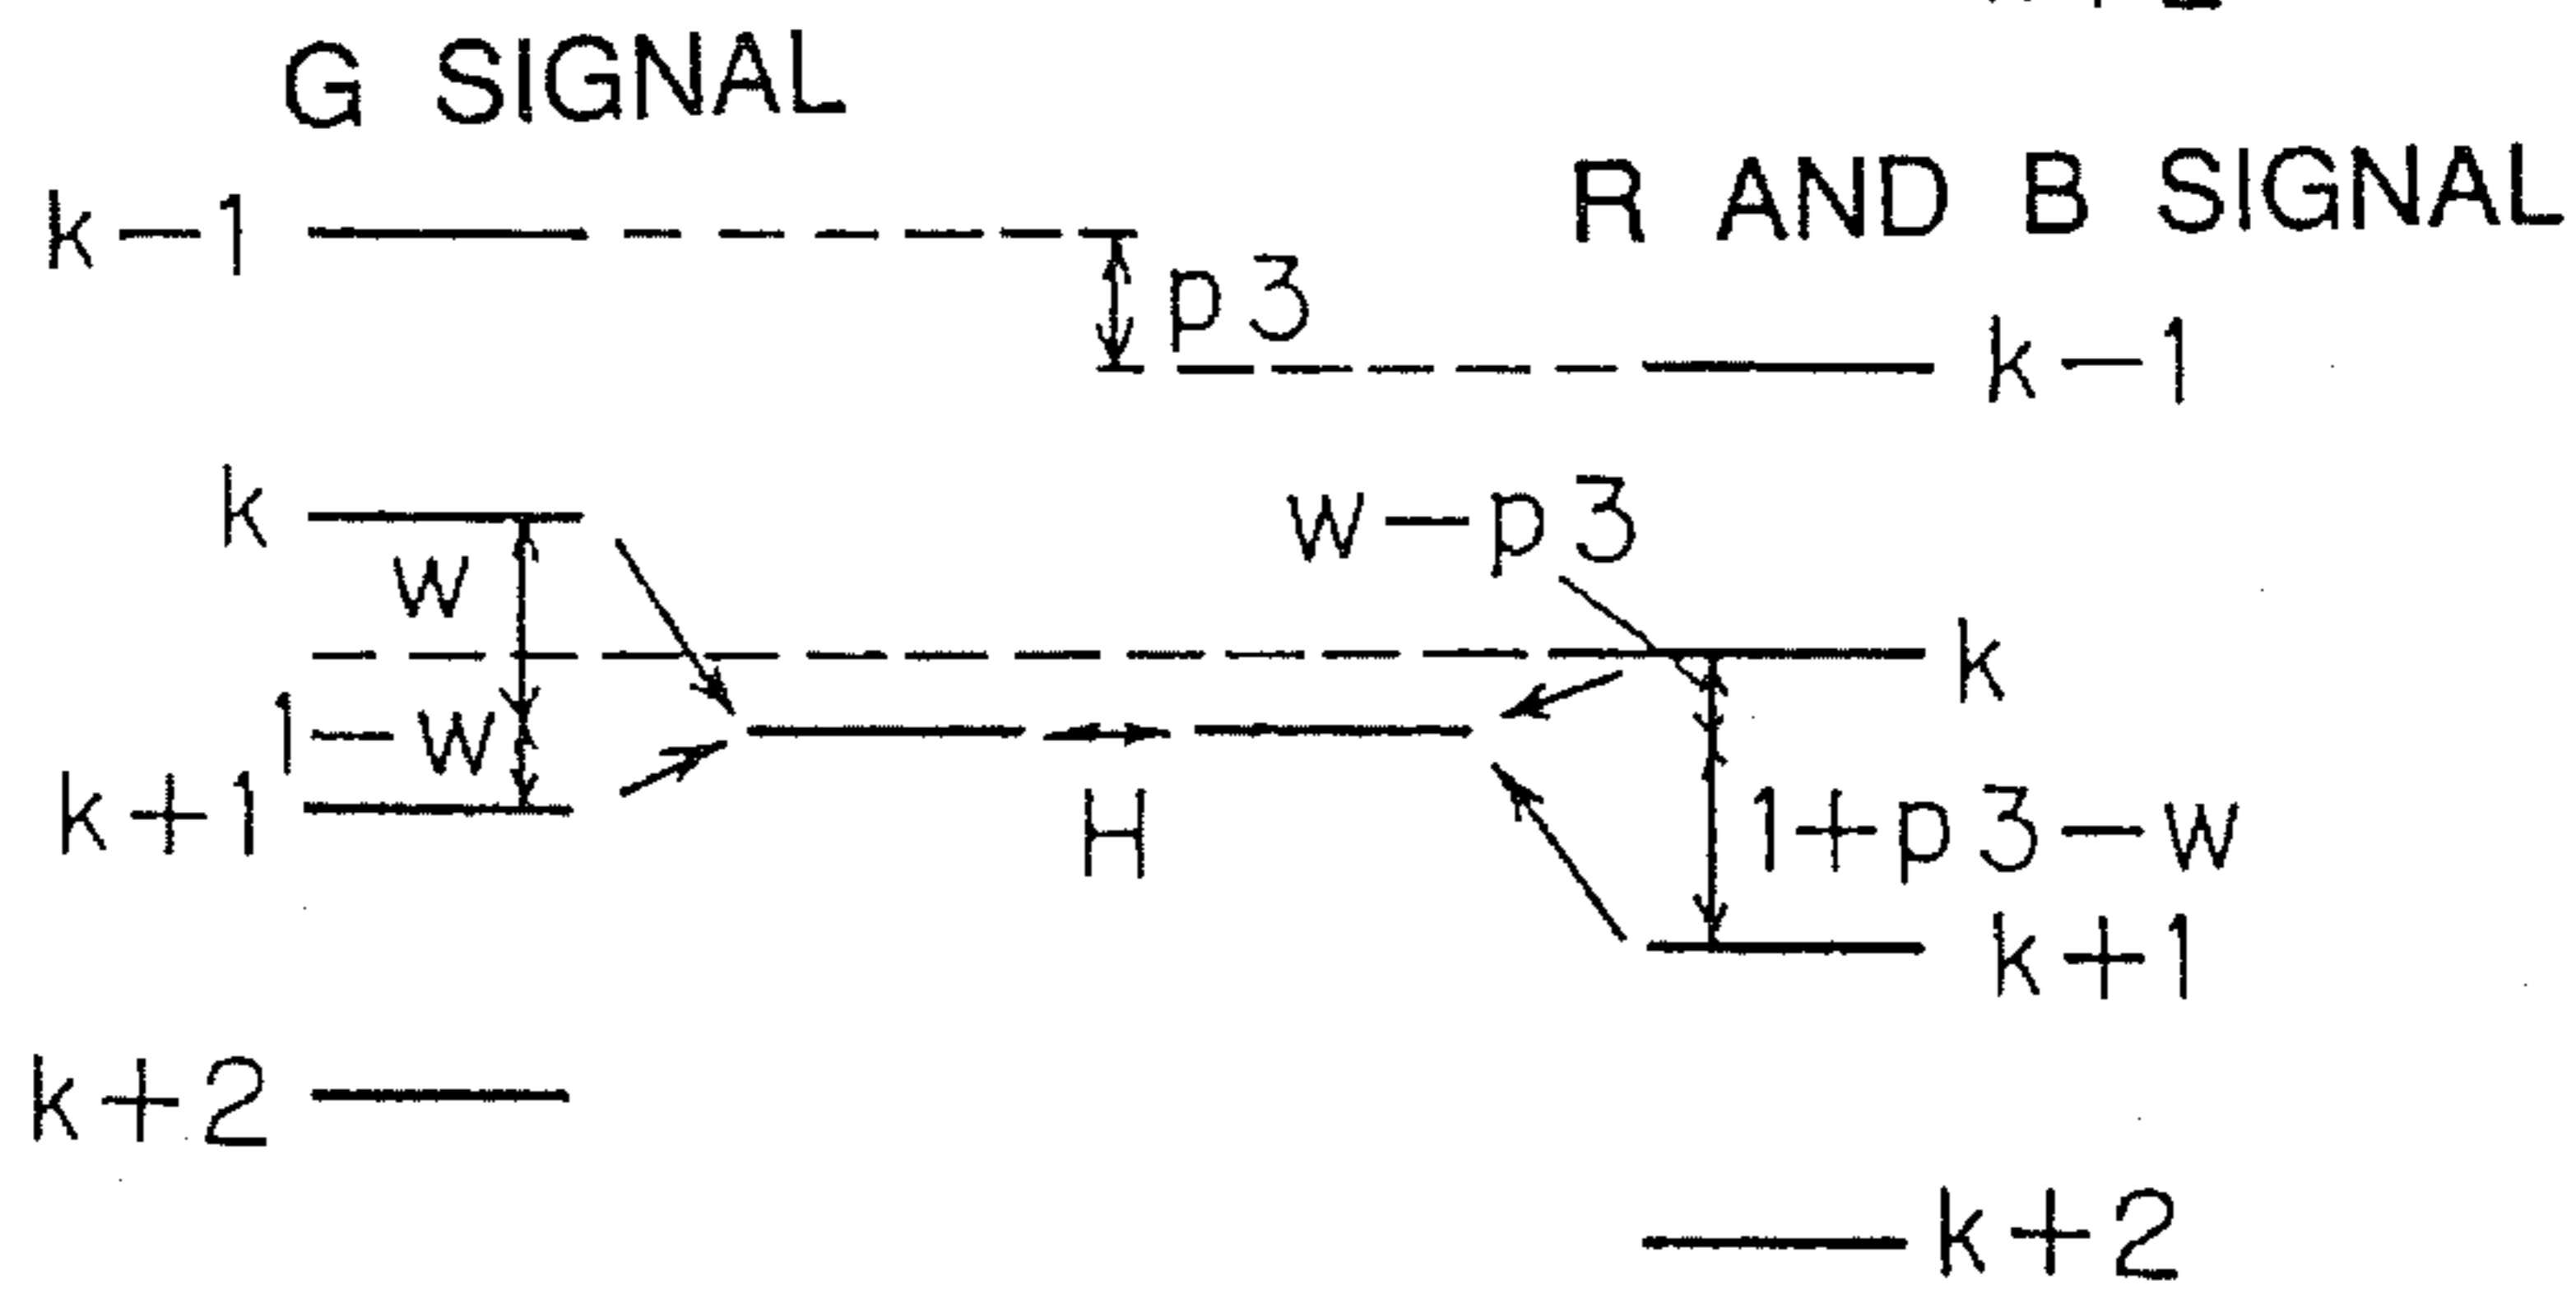 G SIGNAL
R AND B SIGNAL
k-1
p3
k-1
k
w-p3
w
k
1-w
k+1
H
1+p3-w
k+1
k+2
k+2